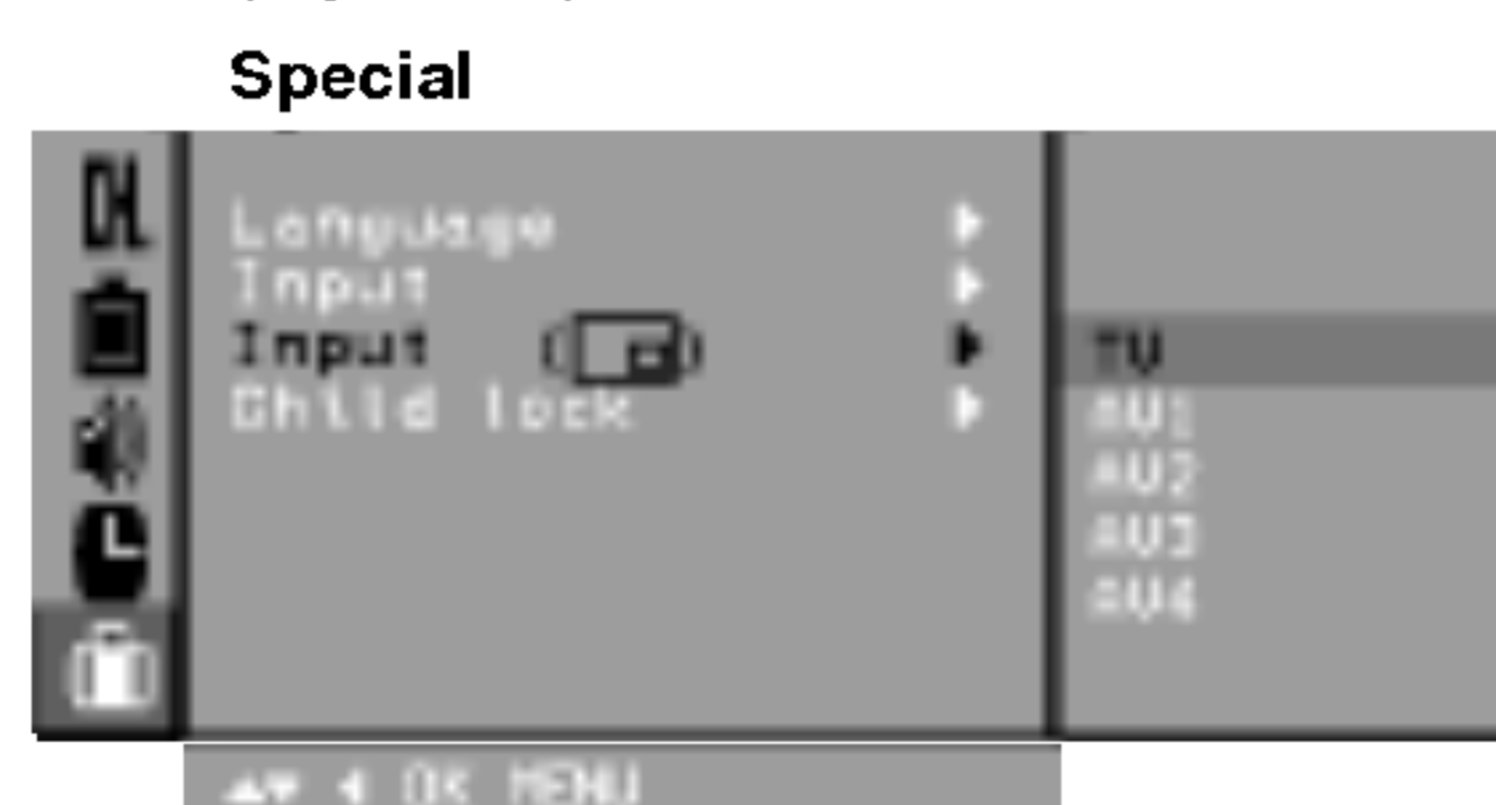 Special
Language
Input
Input
Child lock
TV
AV1
AV2
AV3
AV4
OK MENU